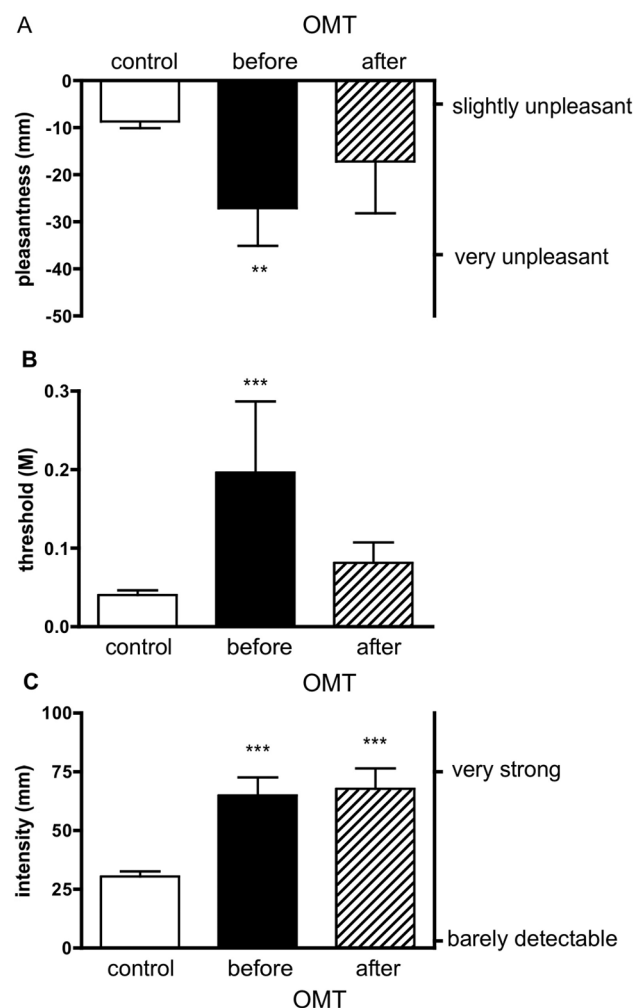 A
OMT
control before after
0
-10
-20
-30
-40
-50
pleasantness (mm)
slightly unpleasant
very unpleasant
**
B
0.3
0.2
0.1
0.0
threshold (M)
***
control before after
OMT
C
100
75
50
25
0
intensity (mm)
*** ***
very strong
barely detectable
control before after
OMT